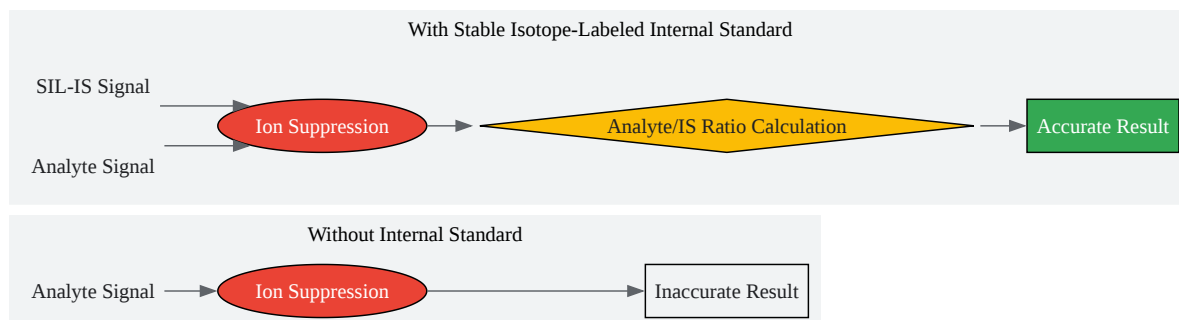 With Stable Isotope-Labeled Internal Standard
SIL-IS Signal
Analyte Signal
Ion Suppression
Analyte/IS Ratio Calculation
Accurate Result
Without Internal Standard
Analyte Signal
Ion Suppression
Inaccurate Result